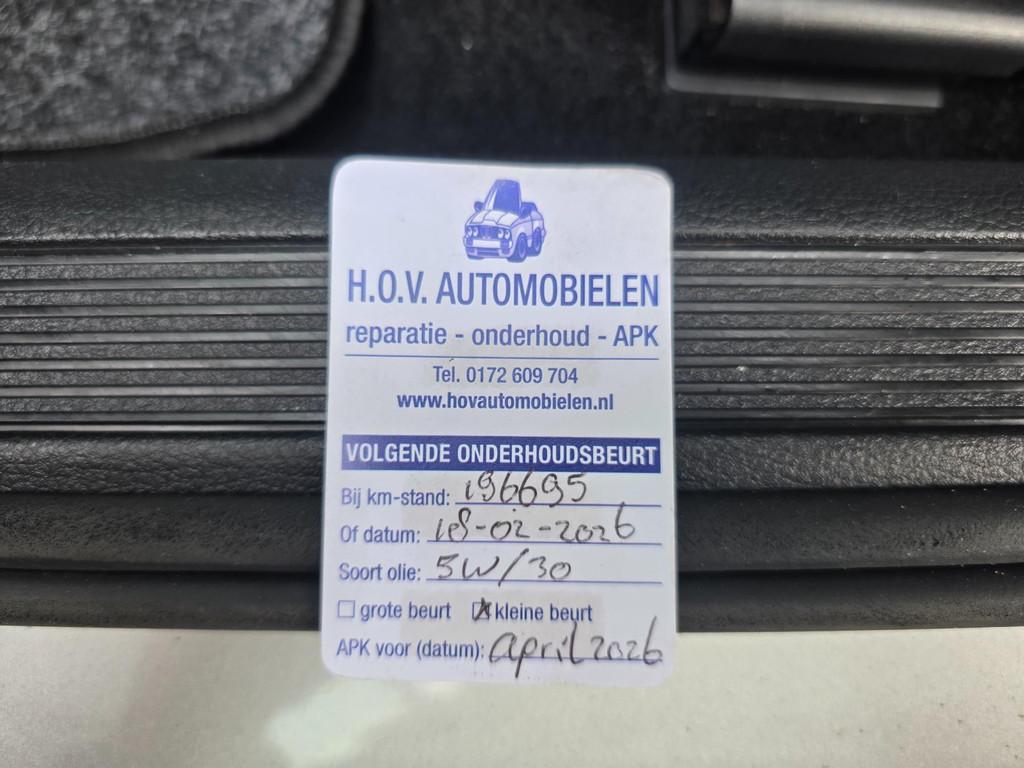 H.O.V. AUTOMOBIELEN
reparatie - onderhoud - APK
Tel. 0172 609 704
www.hovautomobielen.nl
VOLGENDE ONDERHOUDSBEURT
Bij km-stand: 196695
Of datum: 18-02-2026
Soort olie: 5W/30
☐ grote beurt ☒ kleine beurt
APK voor (datum): april 2026